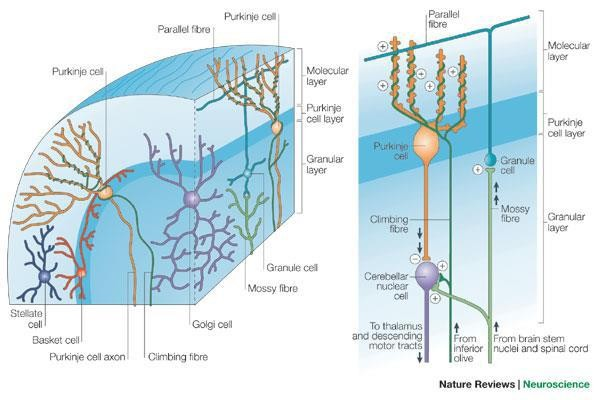 Purkinje cell
Parallel fibre
Purkinje cell
Molecular
layer
Purkinje
cell layer
Granular
layer
Granule cell
Mossy fibre
Golgi cell
Stellate
cell
Basket cell
Purkinje cell axon
Climbing fibre
Parallel
fibre
+
+
+
+
Molecular
layer
Purkinje
cell layer
Purkinje
cell
+
Granule
cell
Mossy
fibre
Climbing
fibre
Granular
layer
−
+
Cerebellar
nuclear
cell
+
To thalamus
and descending
motor tracts
From
inferior
olive
From brain stem
nuclei and spinal cord
Nature Reviews | Neuroscience